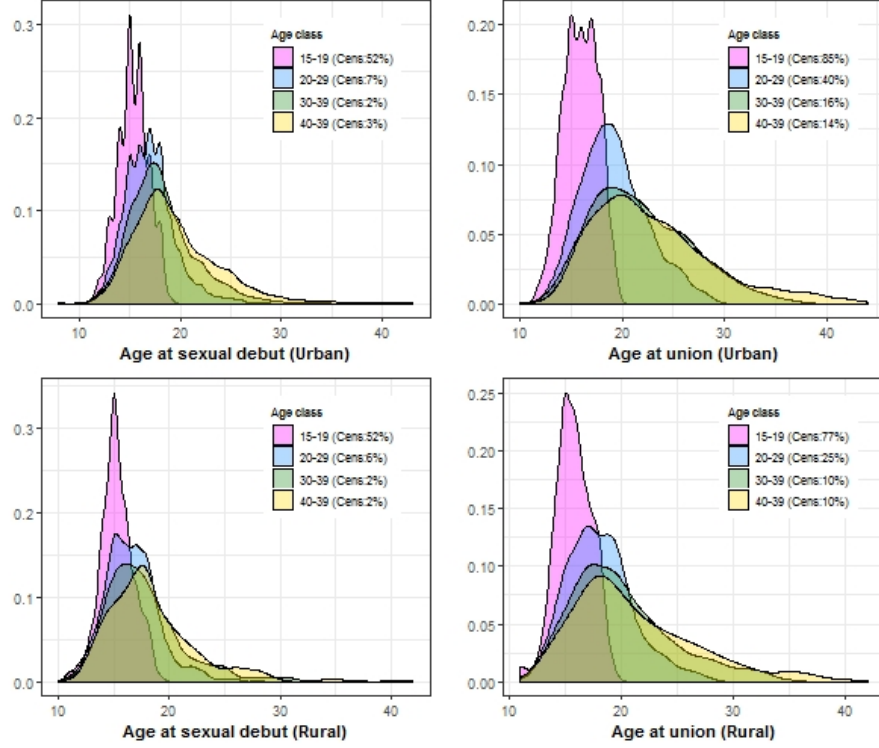 0.3
0.2
0.1
0.0
Age class
15-19 (Cens:52%)
20-29 (Cens:7%)
30-39 (Cens:2%)
40-39 (Cens:3%)
10 20 30 40
Age at sexual debut (Urban)
0.20
0.15
0.10
0.05
0.00
Age class
15-19 (Cens:85%)
20-29 (Cens:40%)
30-39 (Cens:16%)
40-39 (Cens:14%)
10 20 30 40
Age at union (Urban)
0.3
0.2
0.1
0.0
Age class
15-19 (Cens:52%)
20-29 (Cens:6%)
30-39 (Cens:2%)
40-39 (Cens:2%)
10 20 30 40
Age at sexual debut (Rural)
0.25
0.20
0.15
0.10
0.05
0.00
Age class
15-19 (Cens:77%)
20-29 (Cens:25%)
30-39 (Cens:10%)
40-39 (Cens:10%)
10 20 30 40
Age at union (Rural)